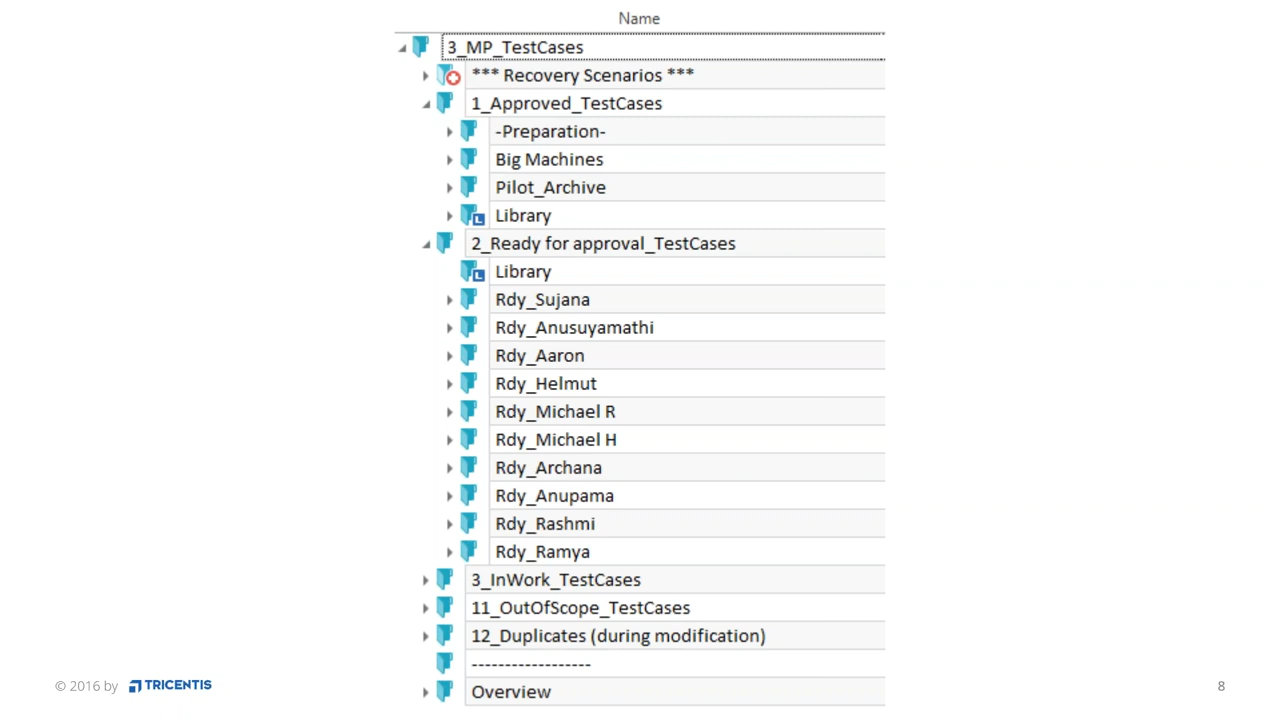 Name
3_MP_TestCases
*** Recovery Scenarios ***
1_Approved_TestCases
-Preparation-
Big Machines
Pilot_Archive
Library
2_Ready for approval_TestCases
Library
Rdy_Sujana
Rdy_Anusuyamathi
Rdy_Aaron
Rdy_Helmut
Rdy_Michael R
Rdy_Michael H
Rdy_Archana
Rdy_Anupama
Rdy_Rashmi
Rdy_Ramya
3_InWork_TestCases
11_OutOfScope_TestCases
12_Duplicates (during modification)
------------------
Overview
© 2016 by TRICENTIS
8